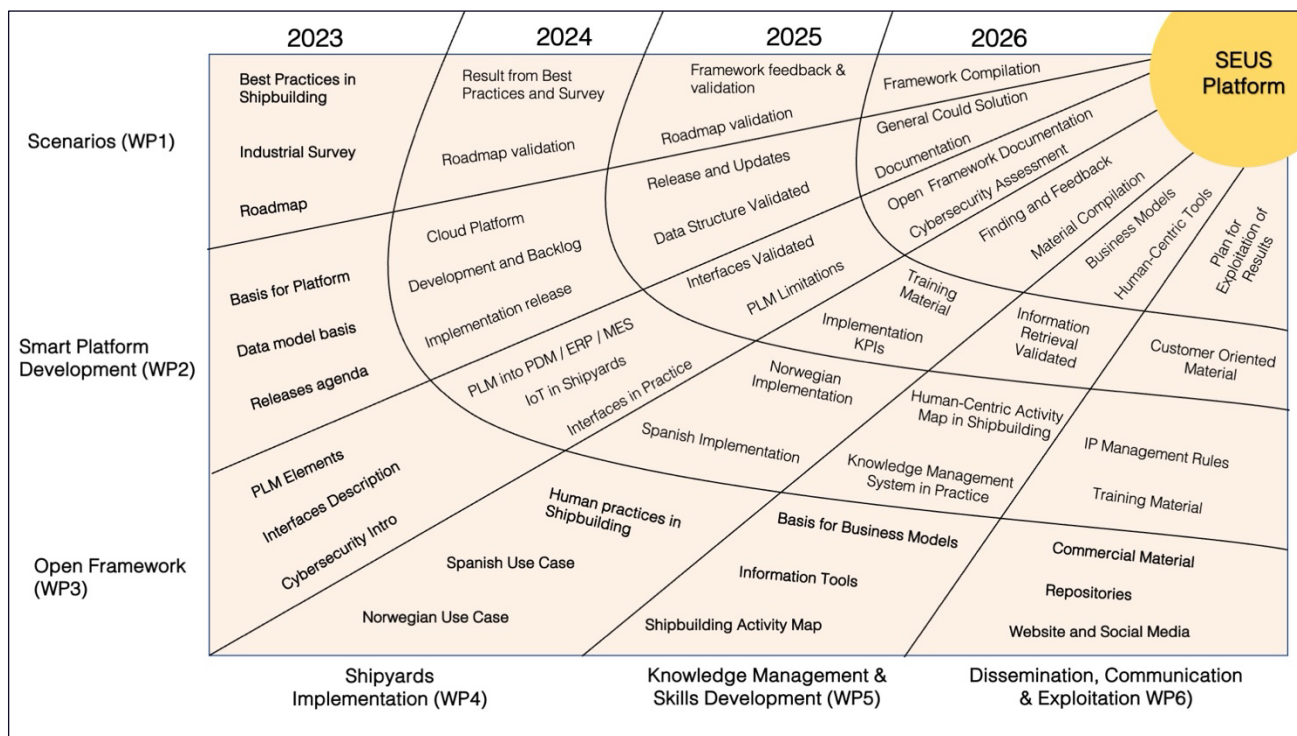 2023
2024
2025
2026
SEUS
Platform
Scenarios (WP1)
Best Practices in
Shipbuilding
Industrial Survey
Roadmap
Result from Best
Practices and Survey
Roadmap validation
Framework feedback &
validation
Roadmap validation
Framework Compilation
Smart Platform
Development (WP2)
Basis for Platform
Data model basis
Releases agenda
Cloud Platform
Development and Backlog
Implementation release
Release and Updates
Data Structure Validated
General Could Solution
Documentation
Open Framework
(WP3)
PLM Elements
Interfaces Description
Cybersecurity Intro
PLM into PDM / ERP / MES
IoT in Shipyards
Interfaces in Practice
Interfaces Validated
PLM Limitations
Open Framework Documentation
Cybersecurity Assessment
Human practices in
Shipbuilding
Spanish Use Case
Norwegian Use Case
Norwegian
Implementation
Spanish Implementation
Training
Material
Implementation
KPIs
Finding and Feedback
Material Compilation
Shipyards
Implementation (WP4)
Basis for Business Models
Information Tools
Shipbuilding Activity Map
Human-Centric Activity
Map in Shipbuilding
Knowledge Management
System in Practice
Information
Retrieval
Validated
Business Models
Human-Centric Tools
Knowledge Management &
Skills Development (WP5)
Commercial Material
Repositories
Website and Social Media
IP Management Rules
Training Material
Customer Oriented
Material
Plan for
Exploitation of
Results
Dissemination, Communication
& Exploitation WP6)